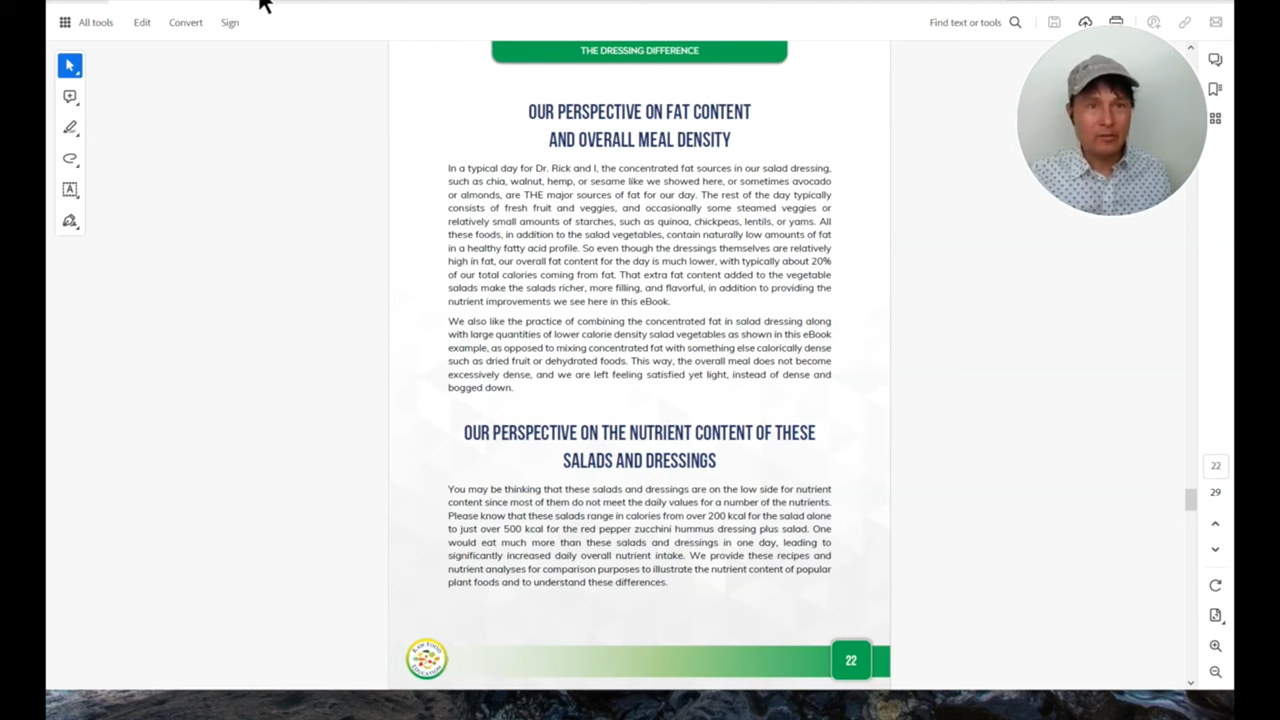 All tools
Edit
Convert
Sign
Find text or tools
THE DRESSING DIFFERENCE
OUR PERSPECTIVE ON FAT CONTENT
AND OVERALL MEAL DENSITY
In a typical day for Dr. Rick and I, the concentrated fat sources in our salad dressing,
such as chia, walnut, hemp, or sesame like we showed here, or sometimes avocado
or almonds, are THE major sources of fat for our day. The rest of the day typically
consists of fresh fruit and veggies, and occasionally some steamed veggies or
relatively small amounts of starches, such as quinoa, chickpeas, lentils, or yams. All
these foods, in addition to the salad vegetables, contain naturally low amounts of fat
in a healthy fatty acid profile. So even though the dressings themselves are relatively
high in fat, our overall fat content for the day is much lower, with typically about 20%
of our total calories coming from fat. That extra fat content added to the vegetable
salads make the salads richer, more filling, and flavorful, in addition to providing the
nutrient improvements we see here in this eBook.
We also like the practice of combining the concentrated fat in salad dressing along
with large quantities of lower calorie density salad vegetables as shown in this eBook
example, as opposed to mixing concentrated fat with something else calorically dense
such as dried fruit or dehydrated foods. This way, the overall meal does not become
excessively dense, and we are left feeling satisfied yet light, instead of dense and
bogged down.
OUR PERSPECTIVE ON THE NUTRIENT CONTENT OF THESE
SALADS AND DRESSINGS
You may be thinking that these salads and dressings are on the low side for nutrient
content since most of them do not meet the daily values for a number of the nutrients.
Please know that these salads range in calories from over 200 kcal for the salad alone
to just over 500 kcal for the red pepper zucchini hummus dressing plus salad. One
would eat much more than these salads and dressings in one day, leading to
significantly increased daily overall nutrient intake. We provide these recipes and
nutrient analyses for comparison purposes to illustrate the nutrient content of popular
plant foods and to understand these differences.
RAW FOOD
EDUCATION
22
22
29